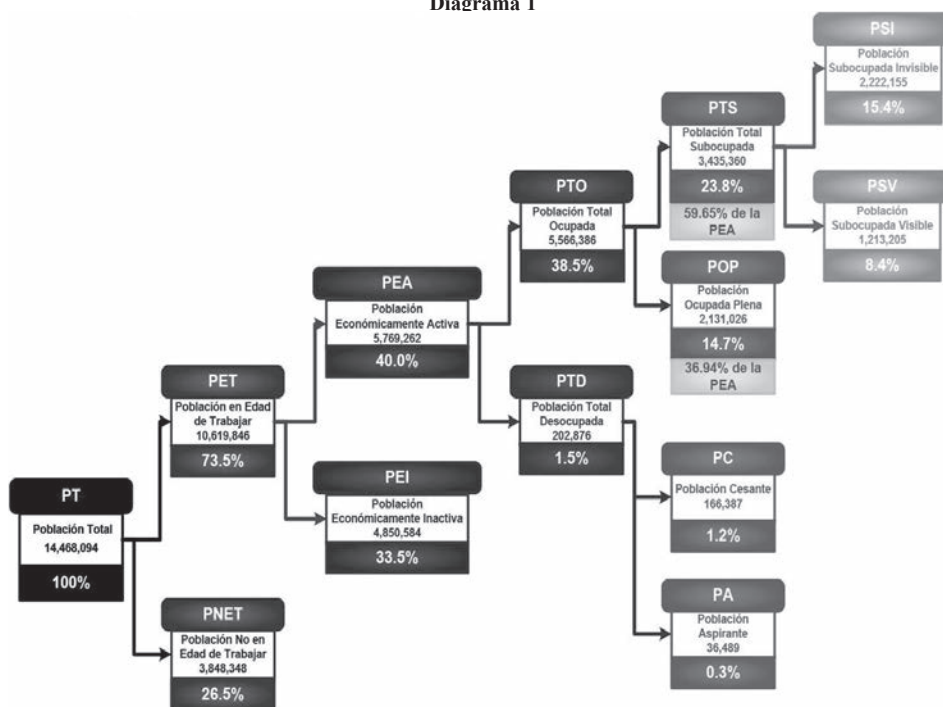 Diagrama 1
PSI
Población
Subocupada Invisible
2,222,155
15.4%
PTS
Población Total
Subocupada
3,435,360
23.8%
59.65% de la
PEA
PSV
Población
Subocupada Visible
1,213,205
8.4%
PTO
Población Total
Ocupada
5,566,386
38.5%
POP
Población
Ocupada Plena
2,131,026
14.7%
36.94% de la
PEA
PEA
Población
Económicamente Activa
5,769,262
40.0%
PET
Población en Edad
de Trabajar
10,619,846
73.5%
PTD
Población Total
Desocupada
202,876
1.5%
PC
Población Cesante
166,387
1.2%
PEI
Población
Económicamente Inactiva
4,850,584
33.5%
PT
Población Total
14,468,094
100%
PA
Población
Aspirante
36,489
0.3%
PNET
Población No en
Edad de Trabajar
3,848,348
26.5%